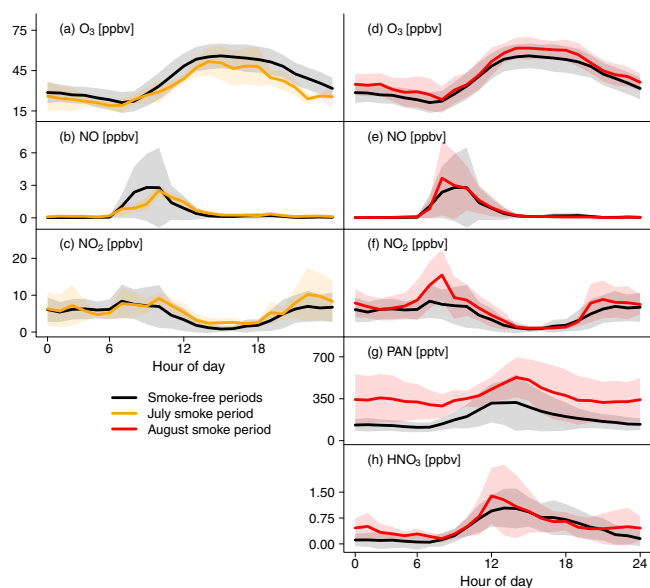 (a) O₃ [ppbv]
75
45
15
(b) NO [ppbv]
6
3
0
(c) NO₂ [ppbv]
20
10
0
0 6 12 18
Hour of day
Smoke-free periods
July smoke period
August smoke period
(d) O₃ [ppbv]
(e) NO [ppbv]
(f) NO₂ [ppbv]
(g) PAN [pptv]
700
350
0
(h) HNO₃ [ppbv]
1.50
0.75
0.00
0 6 12 18 24
Hour of day